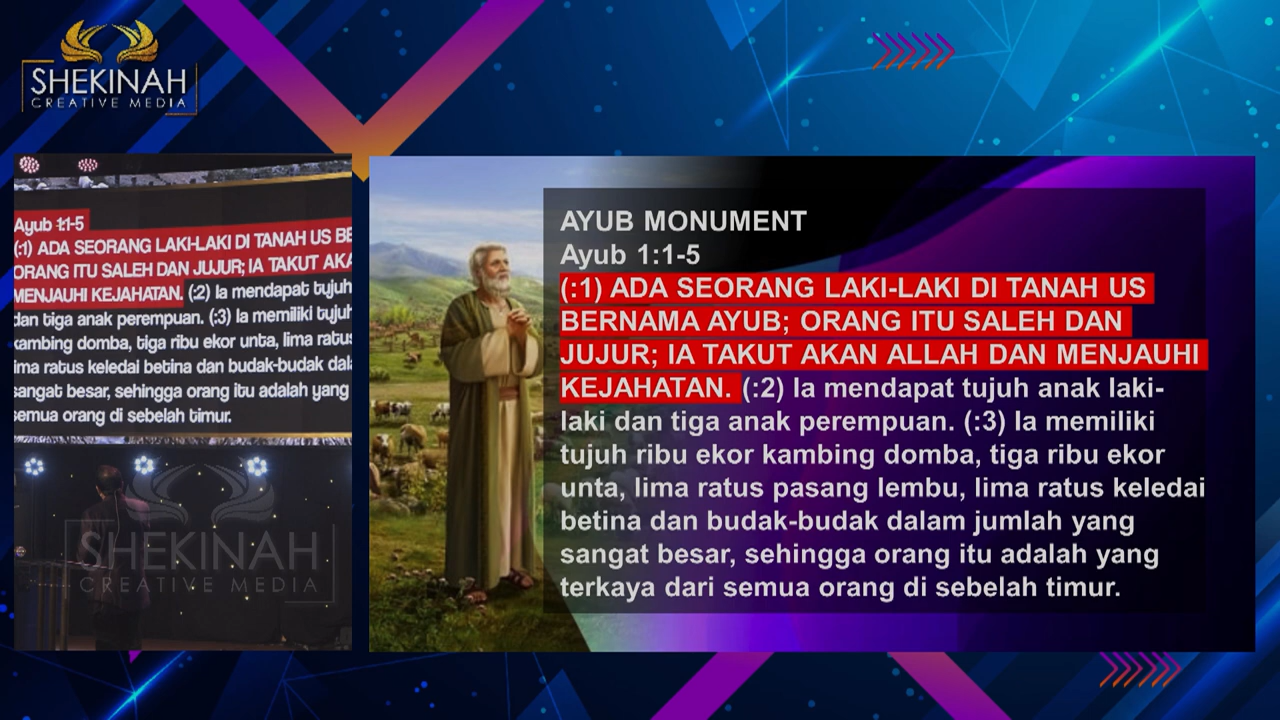 SHEKINAH
CREATIVE MEDIA
Ayub 1:1-5
(:1) ADA SEORANG LAKI-LAKI DI TANAH US
ORANG ITU SALEH DAN JUJUR; IA TAKUT
MENJAUHI KEJAHATAN. (:2) Ia mendapat tujuh
dan tiga anak perempuan. (:3) Ia memiliki tujuh
kambing domba, tiga ribu ekor unta, lima ratus
lima ratus keledai betina dan budak-budak
sangat besar, sehingga orang itu adalah yang
semua orang di sebelah timur.
SHEKINAH
CREATIVE MEDIA
AYUB MONUMENT
Ayub 1:1-5
(:1) ADA SEORANG LAKI-LAKI DI TANAH US
BERNAMA AYUB; ORANG ITU SALEH DAN
JUJUR; IA TAKUT AKAN ALLAH DAN MENJAUHI
KEJAHATAN. (:2) Ia mendapat tujuh anak laki-
laki dan tiga anak perempuan. (:3) Ia memiliki
tujuh ribu ekor kambing domba, tiga ribu ekor
unta, lima ratus pasang lembu, lima ratus keledai
betina dan budak-budak dalam jumlah yang
sangat besar, sehingga orang itu adalah yang
terkaya dari semua orang di sebelah timur.